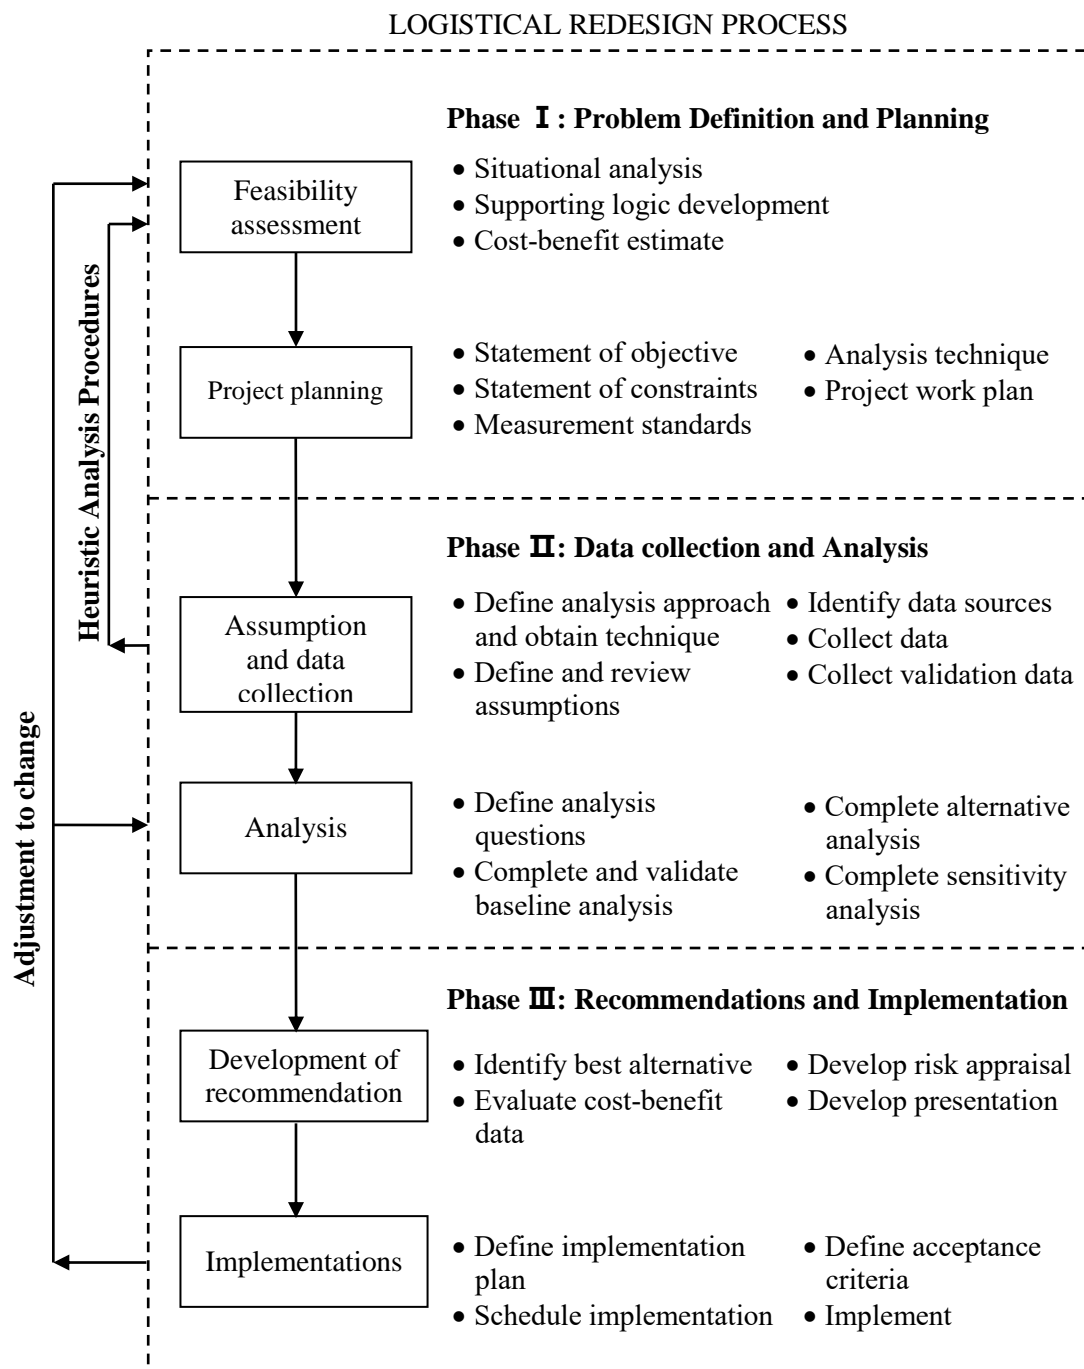 LOGISTICAL REDESIGN PROCESS
Phase Ⅰ: Problem Definition and Planning
Feasibility
assessment
• Situational analysis
• Supporting logic development
• Cost-benefit estimate
Project planning
• Statement of objective
• Statement of constraints
• Measurement standards
• Analysis technique
• Project work plan
Heuristic Analysis Procedures
Phase Ⅱ: Data collection and Analysis
Assumption
and data
collection
• Define analysis approach
and obtain technique
• Define and review
assumptions
• Identify data sources
• Collect data
• Collect validation data
Adjustment to change
Analysis
• Define analysis
questions
• Complete and validate
baseline analysis
• Complete alternative
analysis
• Complete sensitivity
analysis
Phase Ⅲ: Recommendations and Implementation
Development of
recommendation
• Identify best alternative
• Evaluate cost-benefit
data
• Develop risk appraisal
• Develop presentation
Implementations
• Define implementation
plan
• Schedule implementation
• Define acceptance
criteria
• Implement